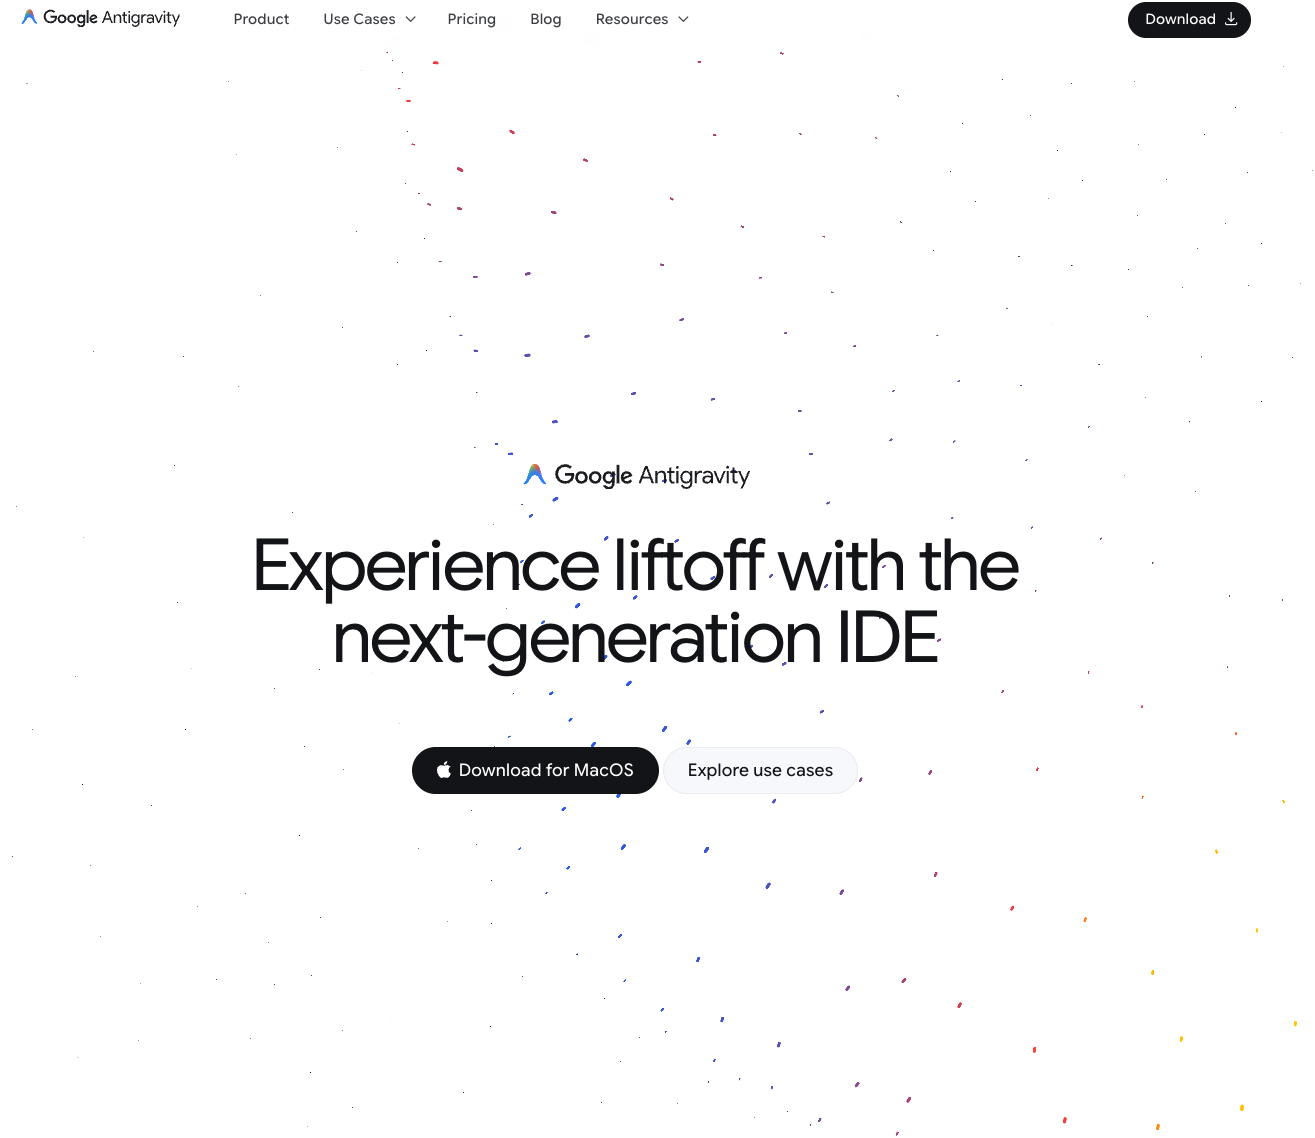 Google Antigravity Product Use Cases Pricing Blog Resources Download
Google Antigravity
Experience liftoff with the
next-generation IDE
Download for MacOS Explore use cases